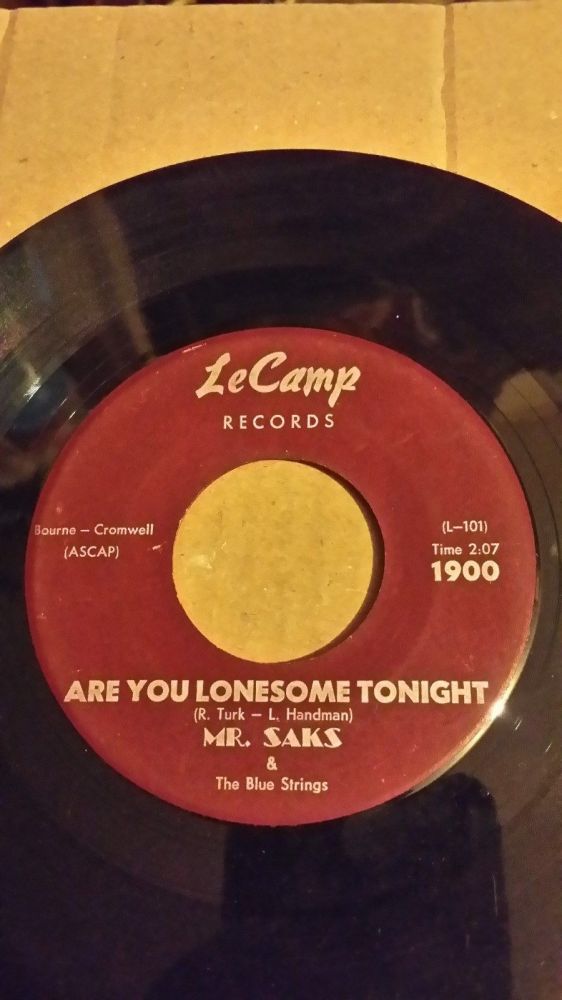 LeCamp
RECORDS
Bourne – Cromwell
(ASCAP)
(L–101)
Time 2:07
1900
ARE YOU LONESOME TONIGHT
(R. Turk – L. Handman)
MR. SAKS
&
The Blue Strings